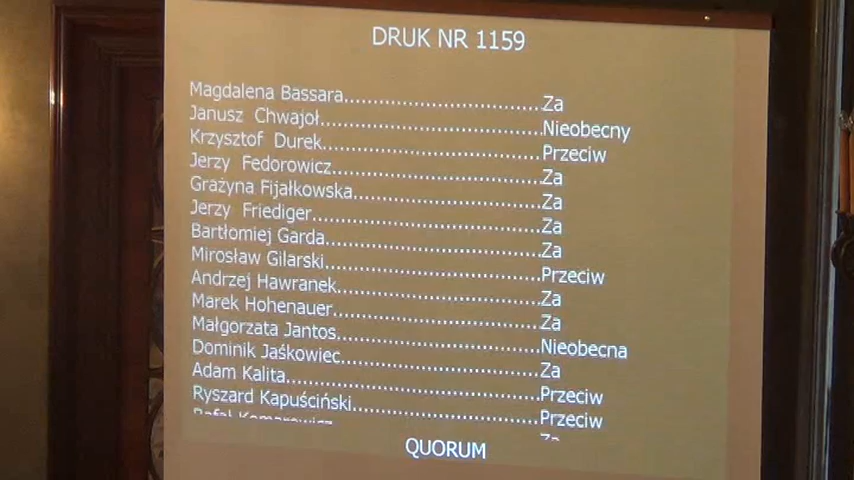 DRUK NR 1159
Magdalena Bassara..............................Za
Janusz Chwajoł..............................Nieobecny
Krzysztof Durek..............................Przeciw
Jerzy Fedorowicz..............................Za
Grażyna Fijałkowska..............................Za
Jerzy Friediger..............................Za
Bartłomiej Garda..............................Za
Mirosław Gilarski..............................Przeciw
Andrzej Hawranek..............................Za
Marek Hohenauer..............................Za
Małgorzata Jantos..............................Nieobecna
Dominik Jaśkowiec..............................Za
Adam Kalita..............................Przeciw
Ryszard Kapuściński..............................Przeciw
Za
QUORUM